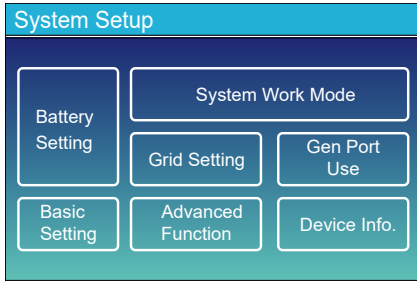 System Setup
Battery
Setting
System Work Mode
Grid Setting
Gen Port
Use
Basic
Setting
Advanced
Function
Device Info.